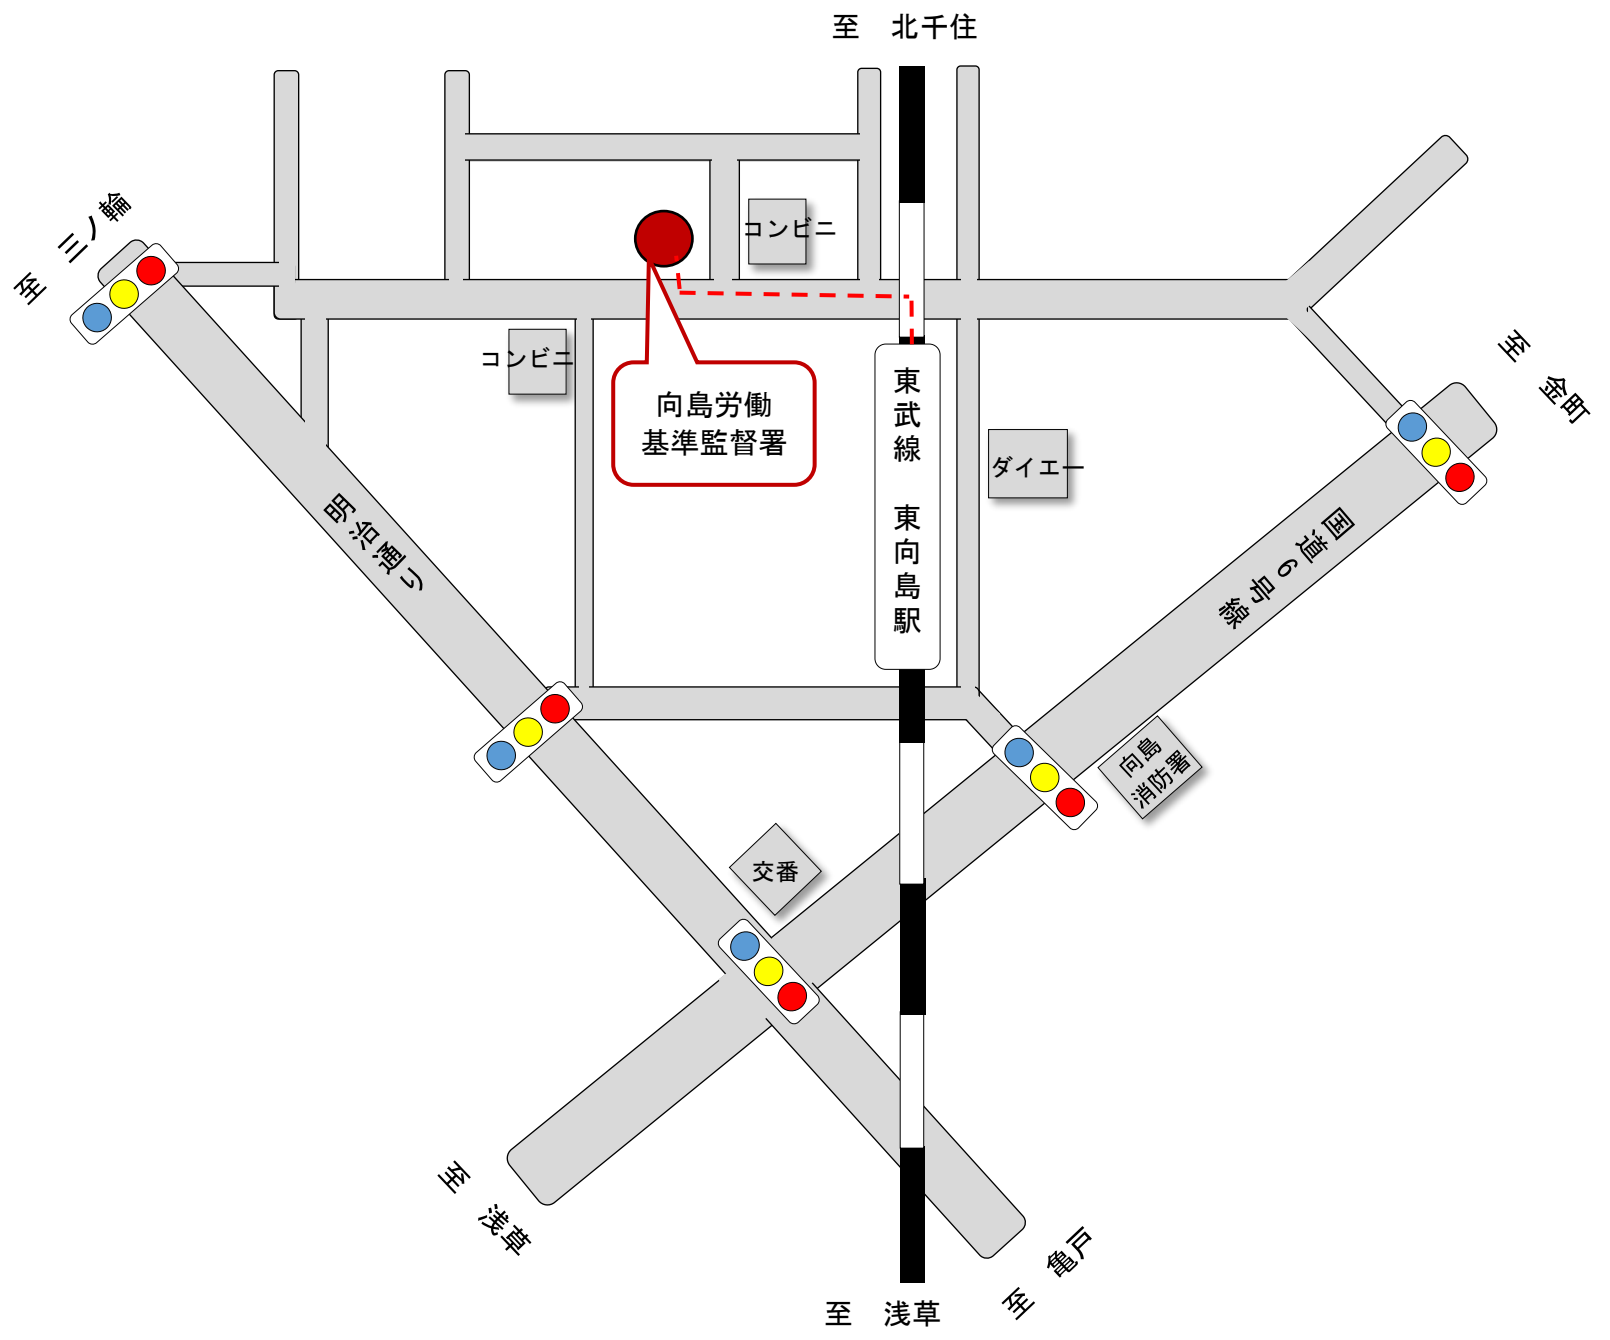 至　北千住
至　三ノ輪
コンビニ
コンビニ
向島労働
基準監督署
東武線　東向島駅
ダイエー
至　金町
明治通り
国道6号線
向島
消防署
交番
至　浅草
至　亀戸
至　浅草